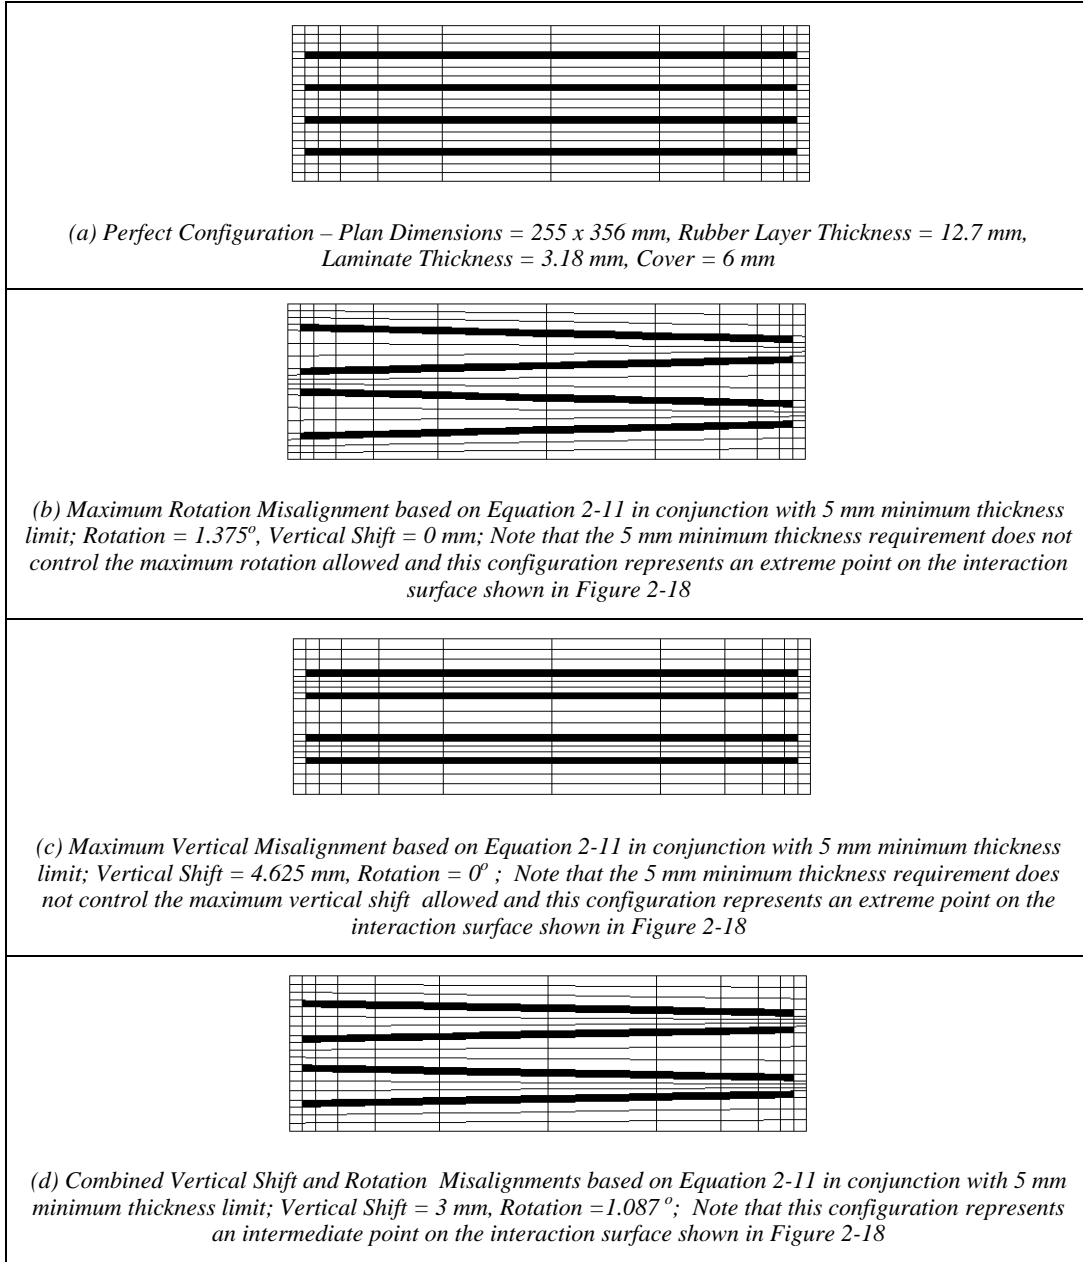 (a) Perfect Configuration – Plan Dimensions = 255 x 356 mm, Rubber Layer Thickness = 12.7 mm,
Laminate Thickness = 3.18 mm, Cover = 6 mm
(b) Maximum Rotation Misalignment based on Equation 2-11 in conjunction with 5 mm minimum thickness
limit; Rotation = 1.375o, Vertical Shift = 0 mm; Note that the 5 mm minimum thickness requirement does not
control the maximum rotation allowed and this configuration represents an extreme point on the interaction
surface shown in Figure 2-18
(c) Maximum Vertical Misalignment based on Equation 2-11 in conjunction with 5 mm minimum thickness
limit; Vertical Shift = 4.625 mm, Rotation = 0o ; Note that the 5 mm minimum thickness requirement does
not control the maximum vertical shift allowed and this configuration represents an extreme point on the
interaction surface shown in Figure 2-18
(d) Combined Vertical Shift and Rotation Misalignments based on Equation 2-11 in conjunction with 5 mm
minimum thickness limit; Vertical Shift = 3 mm, Rotation =1.087 o; Note that this configuration represents
an intermediate point on the interaction surface shown in Figure 2-18